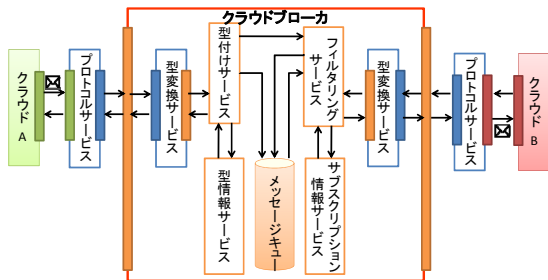 クラウドブローカ
クラウド
A
プロトコルサービス
型変換サービス
型付けサービス
型情報サービス
メッセージキュー
フィルタリング
サービス
サブスクリプション
情報サービス
型変換サービス
プロトコルサービス
クラウド
B